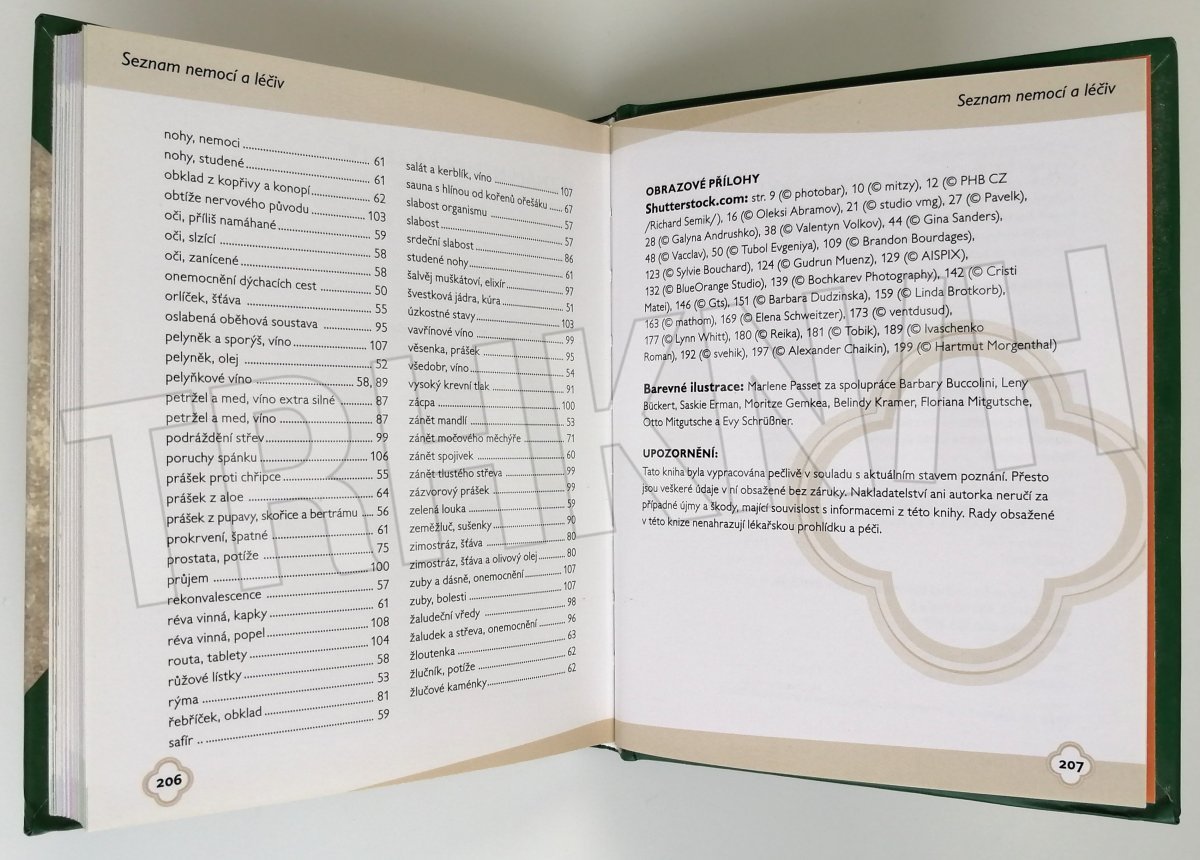 Seznam nemocí a léčiv
nohy, nemoci 61
nohy, studené 61
obklad z kopřivy a konopí 62
obtíže nervového původu 103
oči, příliš namáhané 59
oči, slzící 58
oči, zanícené 58
onemocnění dýchacích cest 50
orlíček, šťáva 55
oslabená oběhová soustava 95
pelyněk a sporýš, víno 107
pelyněk, olej 52
pelyňkové víno 58, 89
petržel a med, víno extra silné 87
petržel a med, víno 87
podráždění střev 99
poruchy spánku 106
prášek proti chřipce 55
prášek z aloe 64
prášek z pupavy, skořice a bertrámu 56
prokrvení, špatné 61
prostata, potíže 75
průjem 100
rekonvalescence 57
réva vinná, kapky 61
réva vinná, popel 108
routa, tablety 104
růžové lístky 58
rýma 53
řebříček, obklad 81
safír 59
salát a kerblík, víno 107
sauna s hlínou od kořenů ořešáku 67
slabost organismu 57
slabost 57
srdeční slabost 86
studené nohy 61
šalvěj muškátoví, elixír 97
švestková jádra, kúra 51
úzkostné stavy 103
vavřínové víno 99
věsenka, prášek 95
všedobr, víno 54
vysoký krevní tlak 91
zácpa 100
zánět mandlí 53
zánět močového měchýře 71
zánět spojivek 60
zánět tlustého střeva 99
zázvorový prášek 99
zelená louka 59
zeměžluč, sušenky 90
zimostráz, šťáva 80
zimostráz, šťáva a olivový olej 80
zuby a dásně, onemocnění 107
zuby, bolesti 107
žaludeční vředy 98
žaludek a střeva, onemocnění 96
žloutenka 63
žlučník, potíže 62
žlučové kaménky 62
206
Seznam nemocí a léčiv
OBRAZOVÉ PŘÍLOHY
Shutterstock.com: str. 9 (© photobar), 10 (© mitzy), 12 (© PHB CZ
/Richard Semik/), 16 (© Oleksi Abramov), 21 (© studio vmg), 27 (© Pavelk),
28 (© Galyna Andrushko), 38 (© Valentyn Volkov), 44 (© Gina Sanders),
48 (© Vacclav), 50 (© Tubol Evgeniya), 109 (© Brandon Bourdages),
123 (© Sylvie Bouchard), 124 (© Gudrun Muenz), 129 (© AISPIX),
132 (© BlueOrange Studio), 139 (© Bochkarev Photography), 142 (© Cristi
Matei), 146 (© Gts), 151 (© Barbara Dudzinska), 159 (© Linda Brotkorb),
163 (© mathom), 169 (© Elena Schweitzer), 173 (© ventdusud),
177 (© Lynn Whitt), 180 (© Reika), 181 (© Tobik), 189 (© Ivaschenko
Roman), 192 (© svehik), 197 (© Alexander Chaikin), 199 (© Hartmut Morgenthal)
Barevné ilustrace: Marlene Passet za spolupráce Barbary Buccolini, Leny
Bückert, Saskie Erman, Moritze Gemkea, Belindy Kramer, Floriana Mitgutsche,
Otto Mitgutsche a Evy Schrüßner.
UPOZORNĚNÍ:
Tato kniha byla vypracována pečlivě v souladu s aktuálním stavem poznání. Přesto
jsou veškeré údaje v ní obsažené bez záruky. Nakladatelství ani autorka neručí za
případné újmy a škody, mající souvislost s informacemi z této knihy. Rady obsažené
v této knize nenahrazují lékařskou prohlídku a péči.
207
TRHKNIH